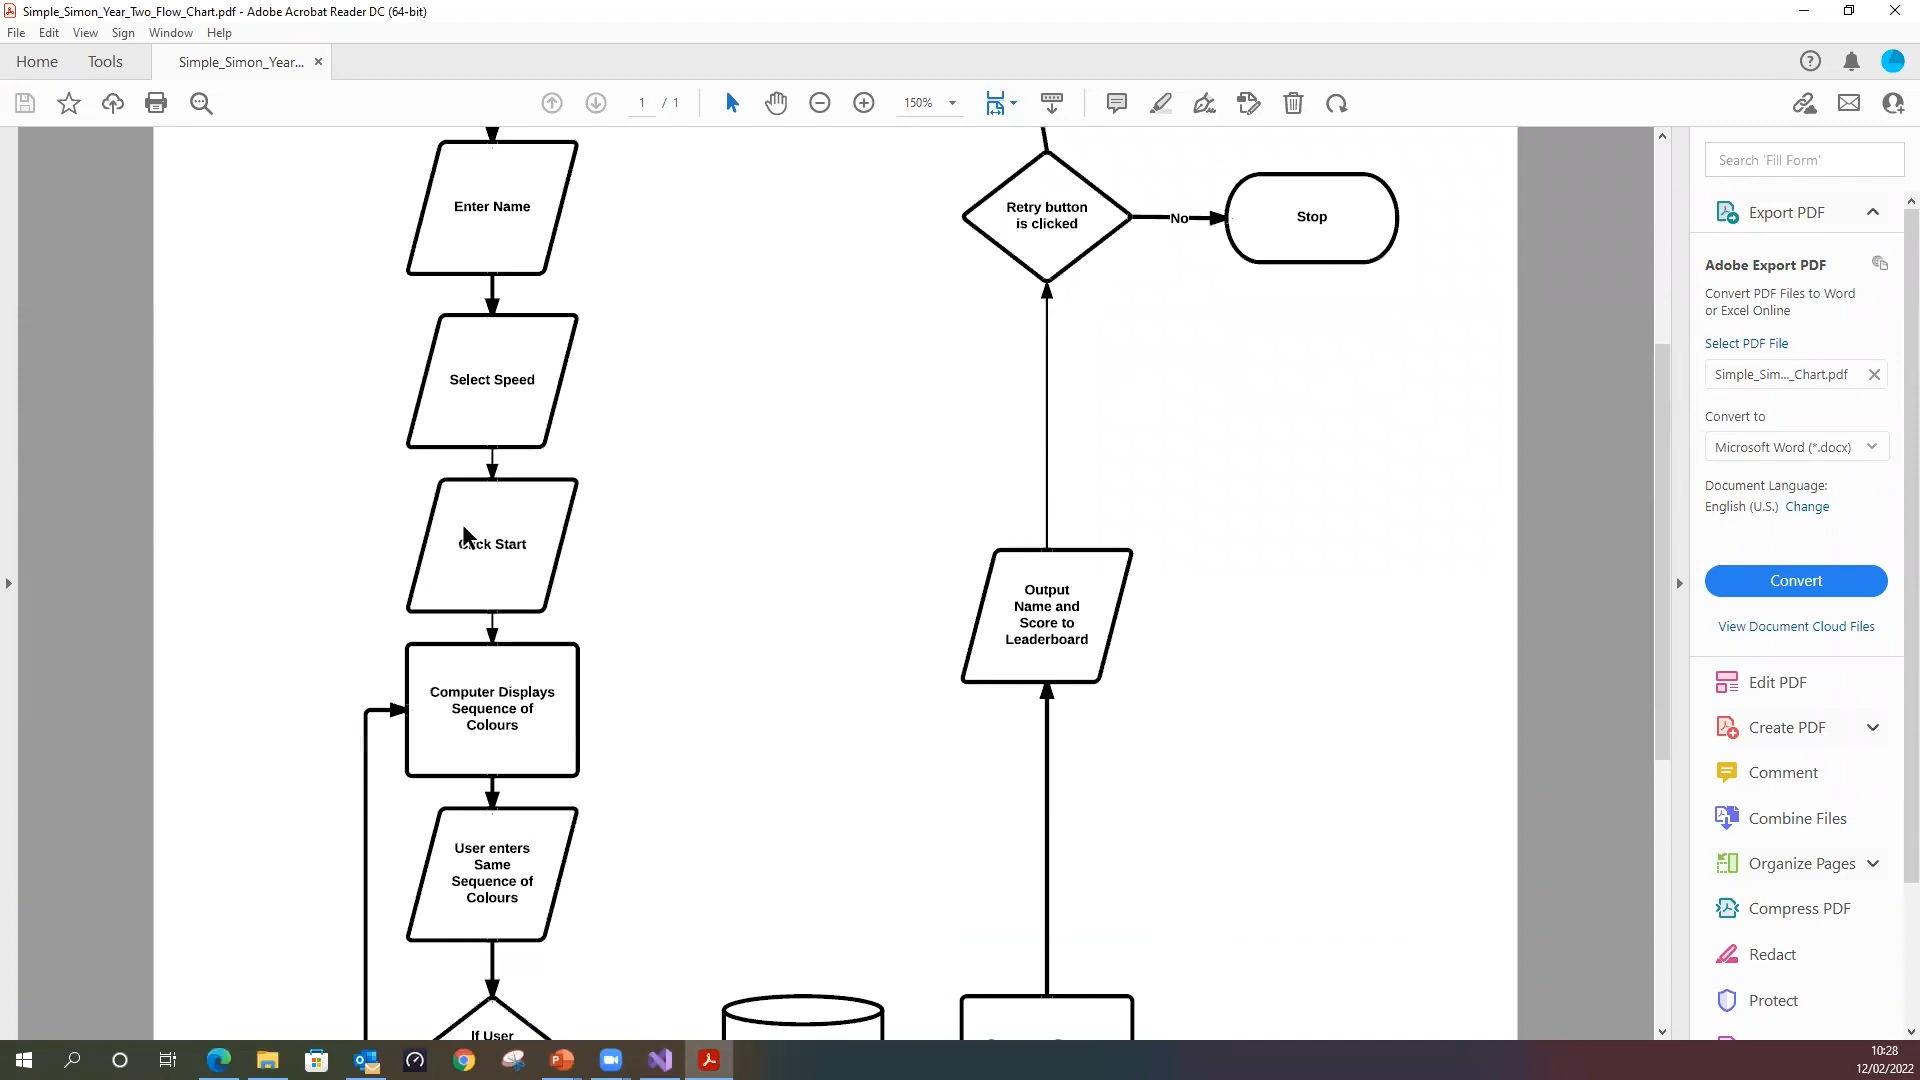 Simple_Simon_Year_Two_Flow_Chart.pdf - Adobe Acrobat Reader DC (64-bit)
File Edit View Sign Window Help
Home Tools Simple_Simon_Year... ×
1 / 1 150%
Enter Name
Select Speed
Click Start
Computer Displays
Sequence of
Colours
User enters
Same
Sequence of
Colours
If User
Retry button
is clicked
No
Stop
Output
Name and
Score to
Leaderboard
Search 'Fill Form'
Export PDF
Adobe Export PDF
Convert PDF Files to Word
or Excel Online
Select PDF File
Simple_Sim..._Chart.pdf
Convert to
Microsoft Word (*.docx)
Document Language:
English (U.S.) Change
Convert
View Document Cloud Files
Edit PDF
Create PDF
Comment
Combine Files
Organize Pages
Compress PDF
Redact
Protect
10:28
12/02/2022